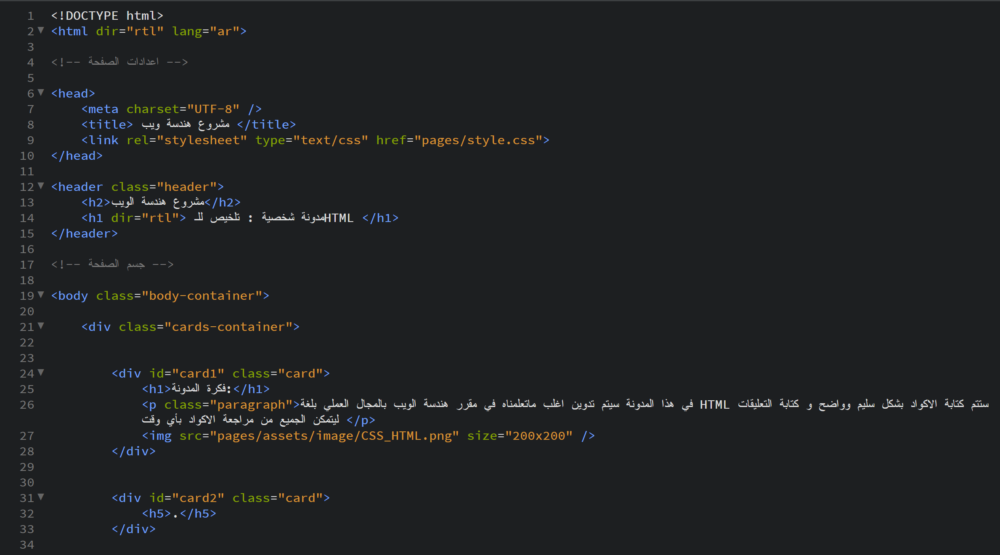 1 <!DOCTYPE html>
2 <html dir="rtl" lang="ar">
3
4 <!-- اعدادات الصفحة -->
5
6 <head>
7 <meta charset="UTF-8" />
8 <title> مشروع هندسة ويب </title>
9 <link rel="stylesheet" type="text/css" href="pages/style.css">
10 </head>
11
12 <header class="header">
13 <h2>مشروع هندسة الويب</h2>
14 <h1 dir="rtl"> مدونة شخصية : تلخيص للـ HTML </h1>
15 </header>
16
17 <!-- جسم الصفحة -->
18
19 <body class="body-container">
20
21 <div class="cards-container">
22
23
24 <div id="card1" class="card">
25 <h1>فكرة المدونة:</h1>
26 <p class="paragraph">في هذا المدونة سيتم تدوين اغلب ماتعلمناه في مقرر هندسة الويب بالمجال العملي بلغة HTML ستتم كتابة الاكواد بشكل سليم وواضح و كتابة التعليقات
ليتمكن الجميع من مراجعة الاكواد بأي وقت </p>
27 <img src="pages/assets/image/CSS_HTML.png" size="200x200" />
28 </div>
29
30
31 <div id="card2" class="card">
32 <h5>.</h5>
33 </div>
34